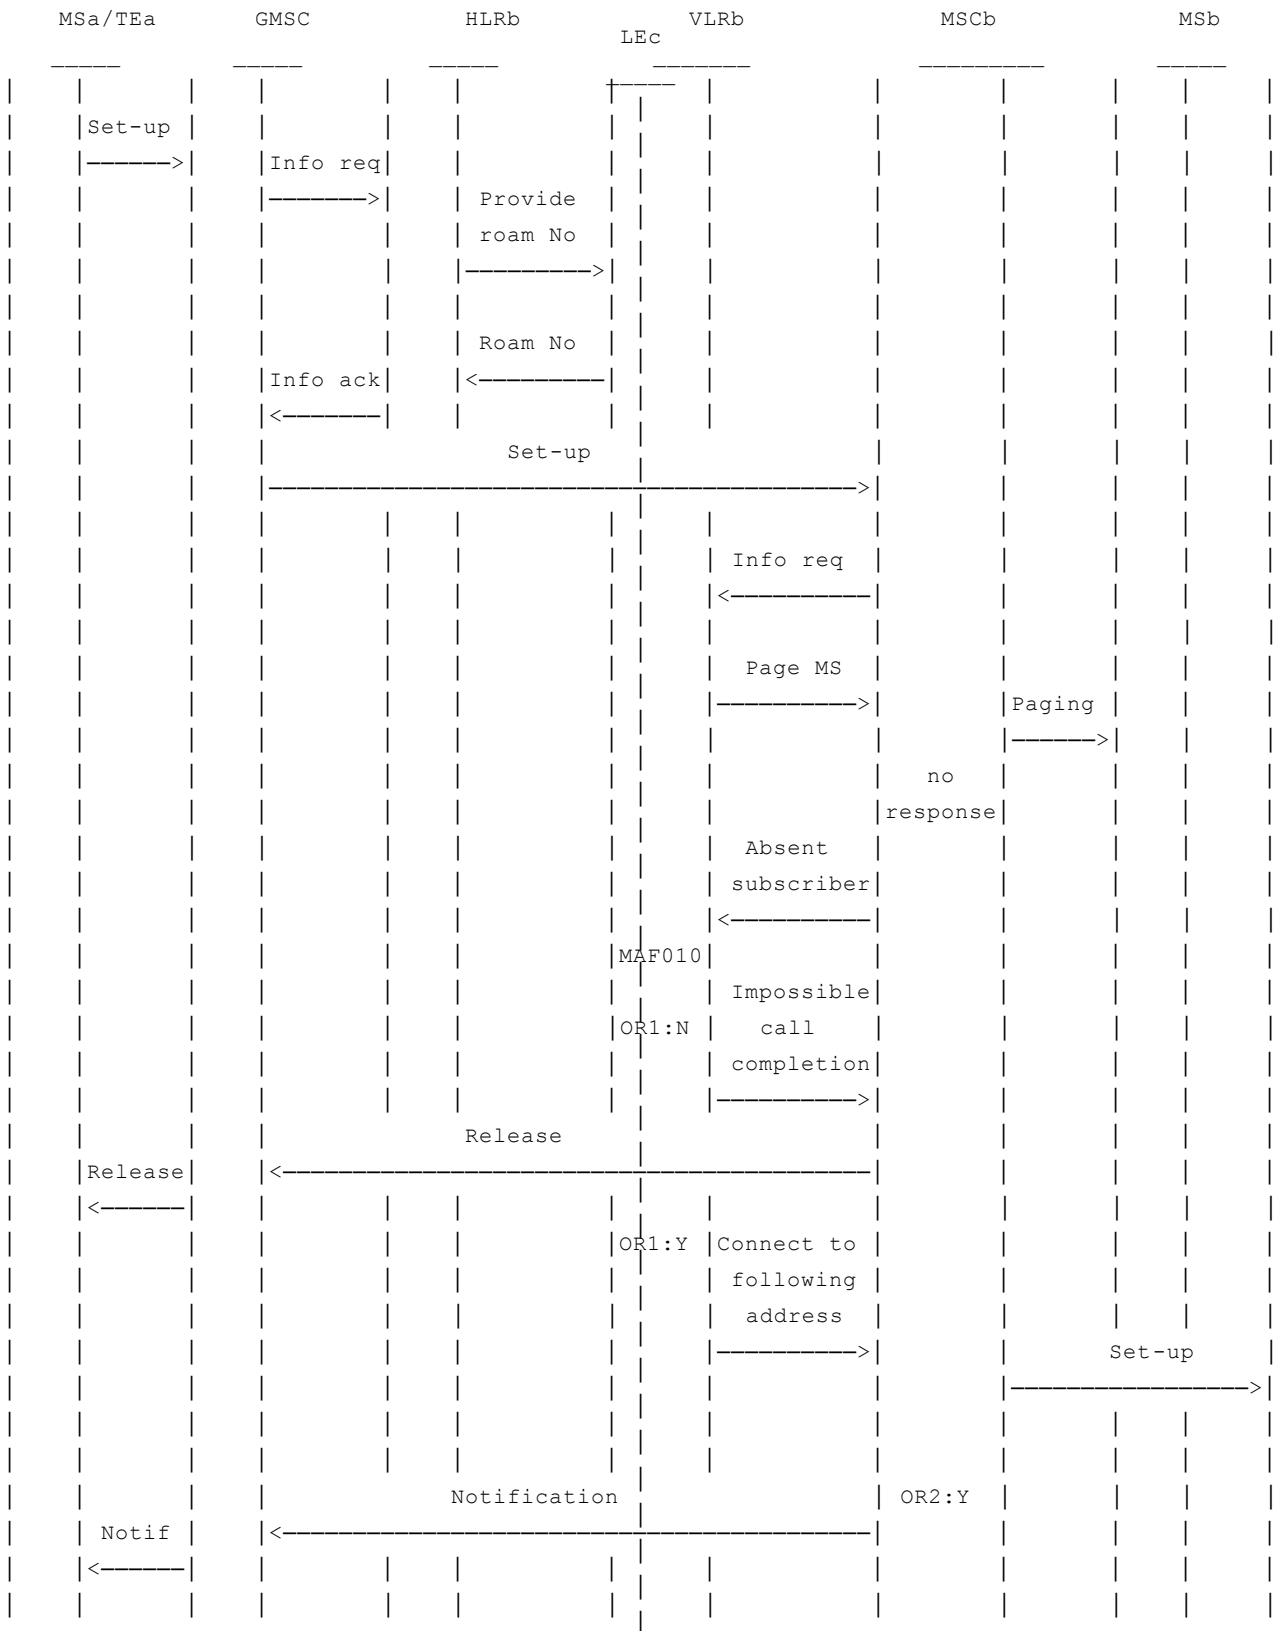 MSa/TEa GMSC HLRb VLRb MSCb MSb
LEc
Set-up
Info req
Provide
roam No
Roam No
Info ack
Set-up
Info req
Page MS
Paging
no
response
Absent
subscriber
MAF010
Impossible
OR1:N call
completion
Release
Release
OR1:Y Connect to
following
address
Set-up
Notification OR2:Y
Notif